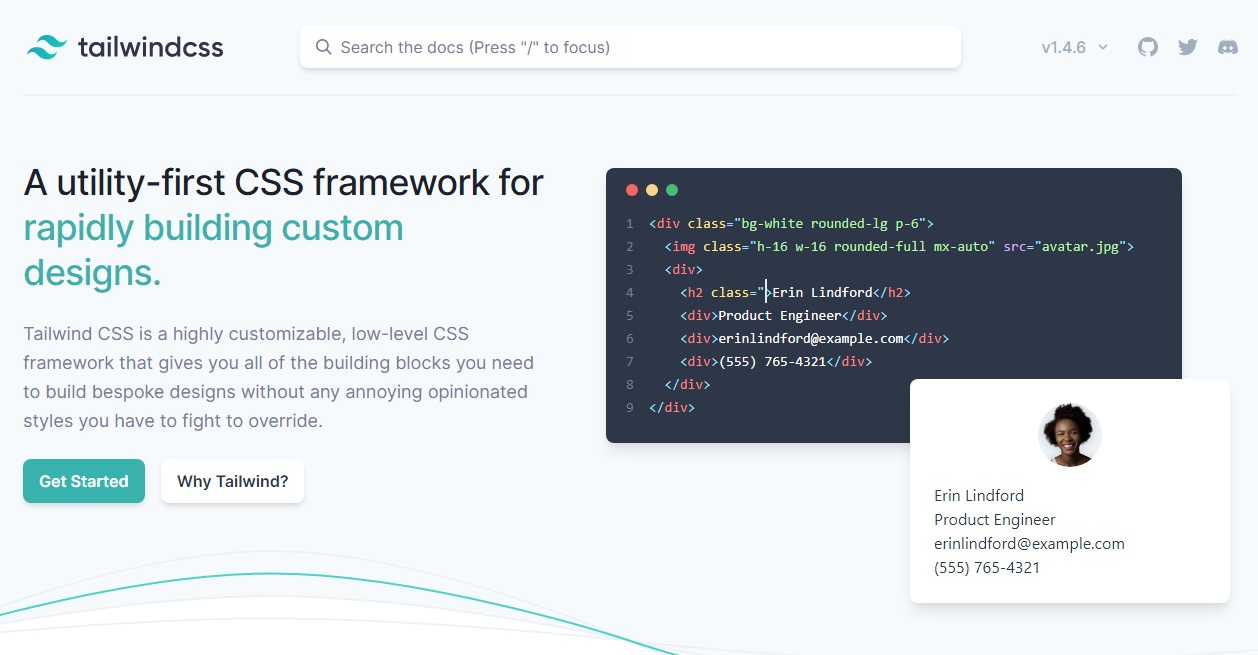 tailwindcss
Search the docs (Press "/" to focus)
v1.4.6
A utility-first CSS framework for
rapidly building custom
designs.
Tailwind CSS is a highly customizable, low-level CSS
framework that gives you all of the building blocks you need
to build bespoke designs without any annoying opinionated
styles you have to fight to override.
Get Started
Why Tailwind?
1 <div class="bg-white rounded-lg p-6">
2 <img class="h-16 w-16 rounded-full mx-auto" src="avatar.jpg">
3 <div>
4 <h2 class=">Erin Lindford</h2>
5 <div>Product Engineer</div>
6 <div>erinlindford@example.com</div>
7 <div>(555) 765-4321</div>
8 </div>
9 </div>
Erin Lindford
Product Engineer
erinlindford@example.com
(555) 765-4321